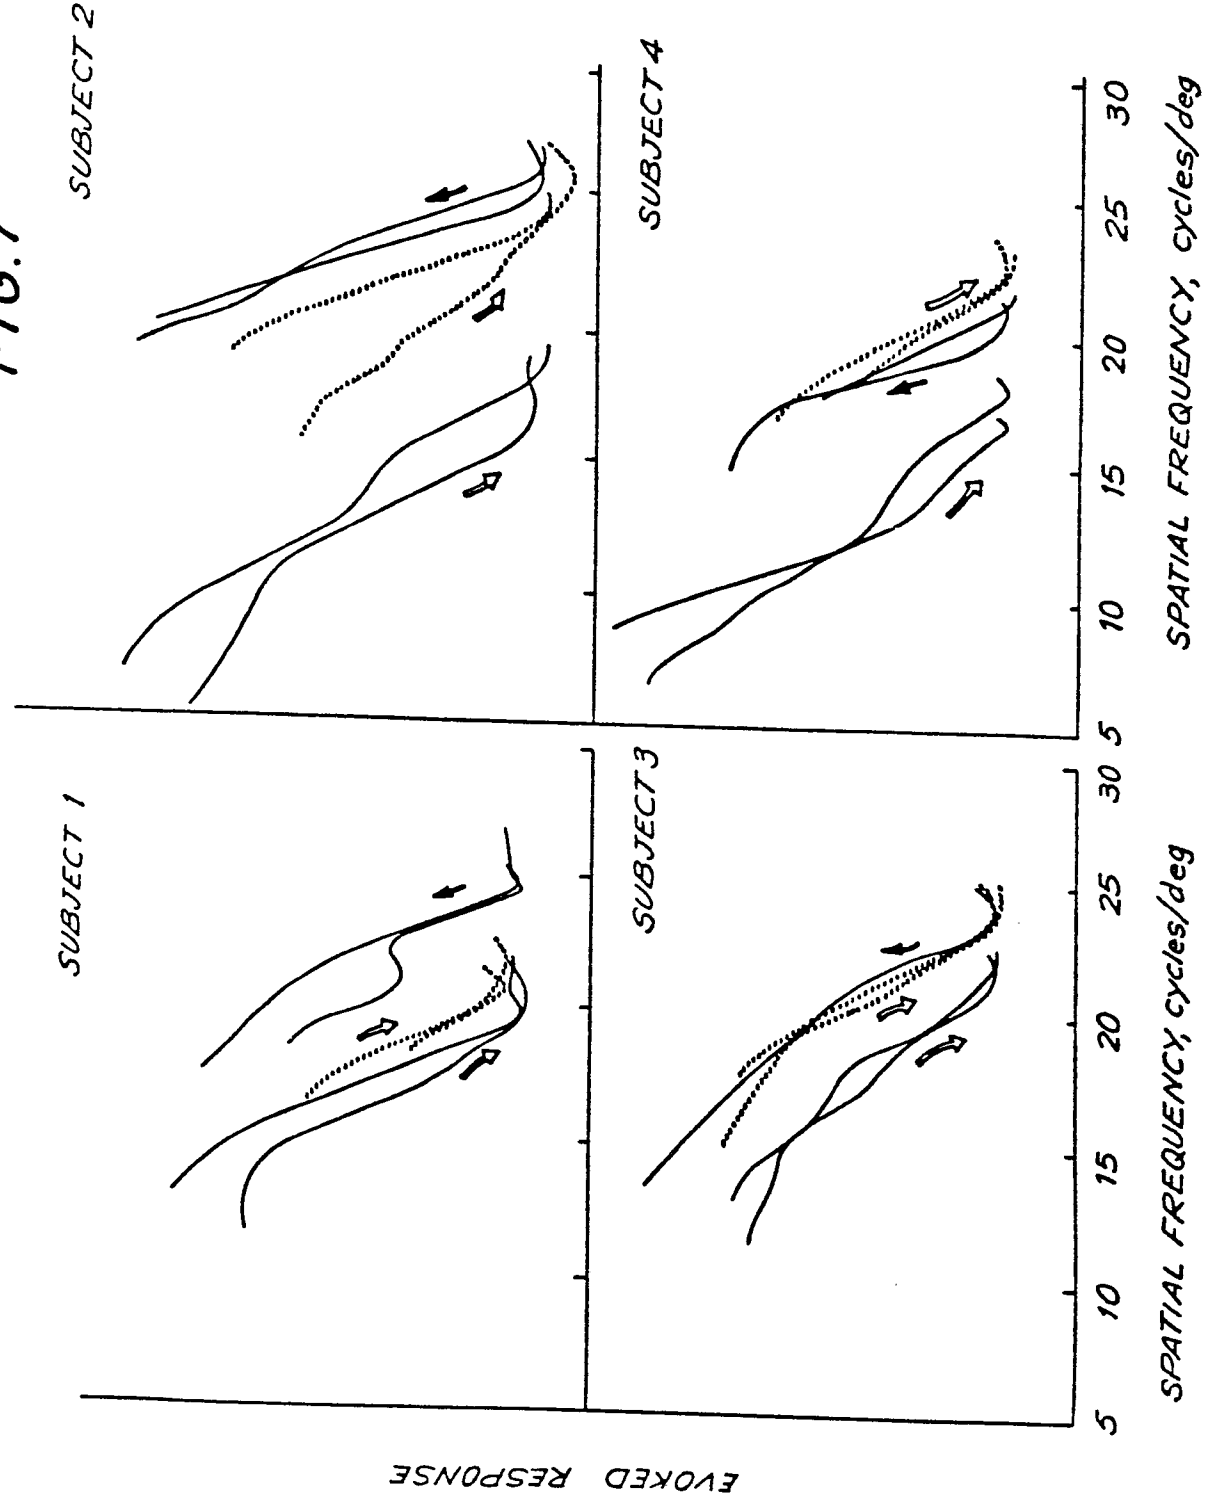 FIG.7
SUBJECT 1
SUBJECT 2
EVOKED RESPONSE
SUBJECT 3
SUBJECT 4
5 10 15 20 25 30
5 10 15 20 25 30
SPATIAL FREQUENCY, cycles/deg
SPATIAL FREQUENCY, cycles/deg